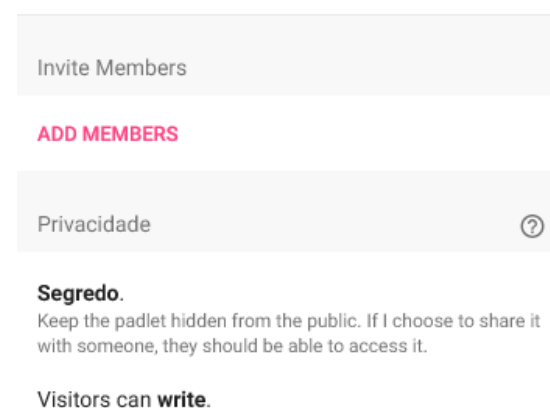 Invite Members
ADD MEMBERS
Privacidade
Segredo.
Keep the padlet hidden from the public. If I choose to share it
with someone, they should be able to access it.
Visitors can write.